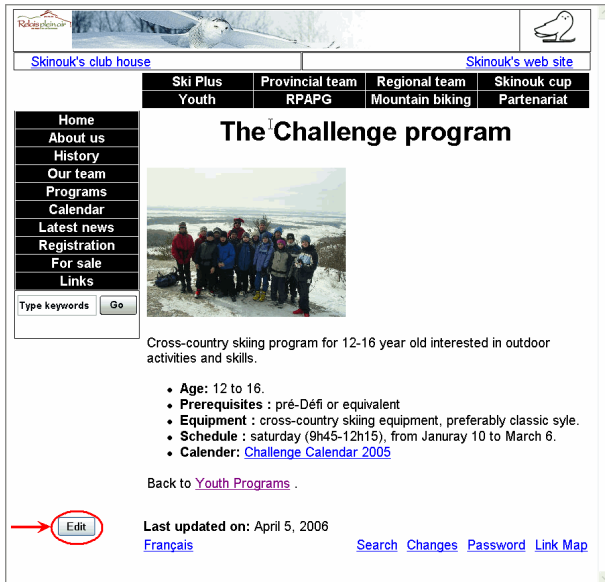 Relais plein air
Skinouk's club house Skinouk's web site
Ski Plus Provincial team Regional team Skinouk cup
Youth RPAPG Mountain biking Partenariat
Home
About us
History
Our team
Programs
Calendar
Latest news
Registration
For sale
Links
Type keywords Go
The Challenge program
Cross-country skiing program for 12-16 year old interested in outdoor
activities and skills.
Age: 12 to 16.
Prerequisites : pré-Défi or equivalent
Equipment : cross-country skiing equipment, preferably classic syle.
Schedule : saturday (9h45-12h15), from Januray 10 to March 6.
Calender: Challenge Calendar 2005
Back to Youth Programs .
Edit Last updated on: April 5, 2006
Français Search Changes Password Link Map